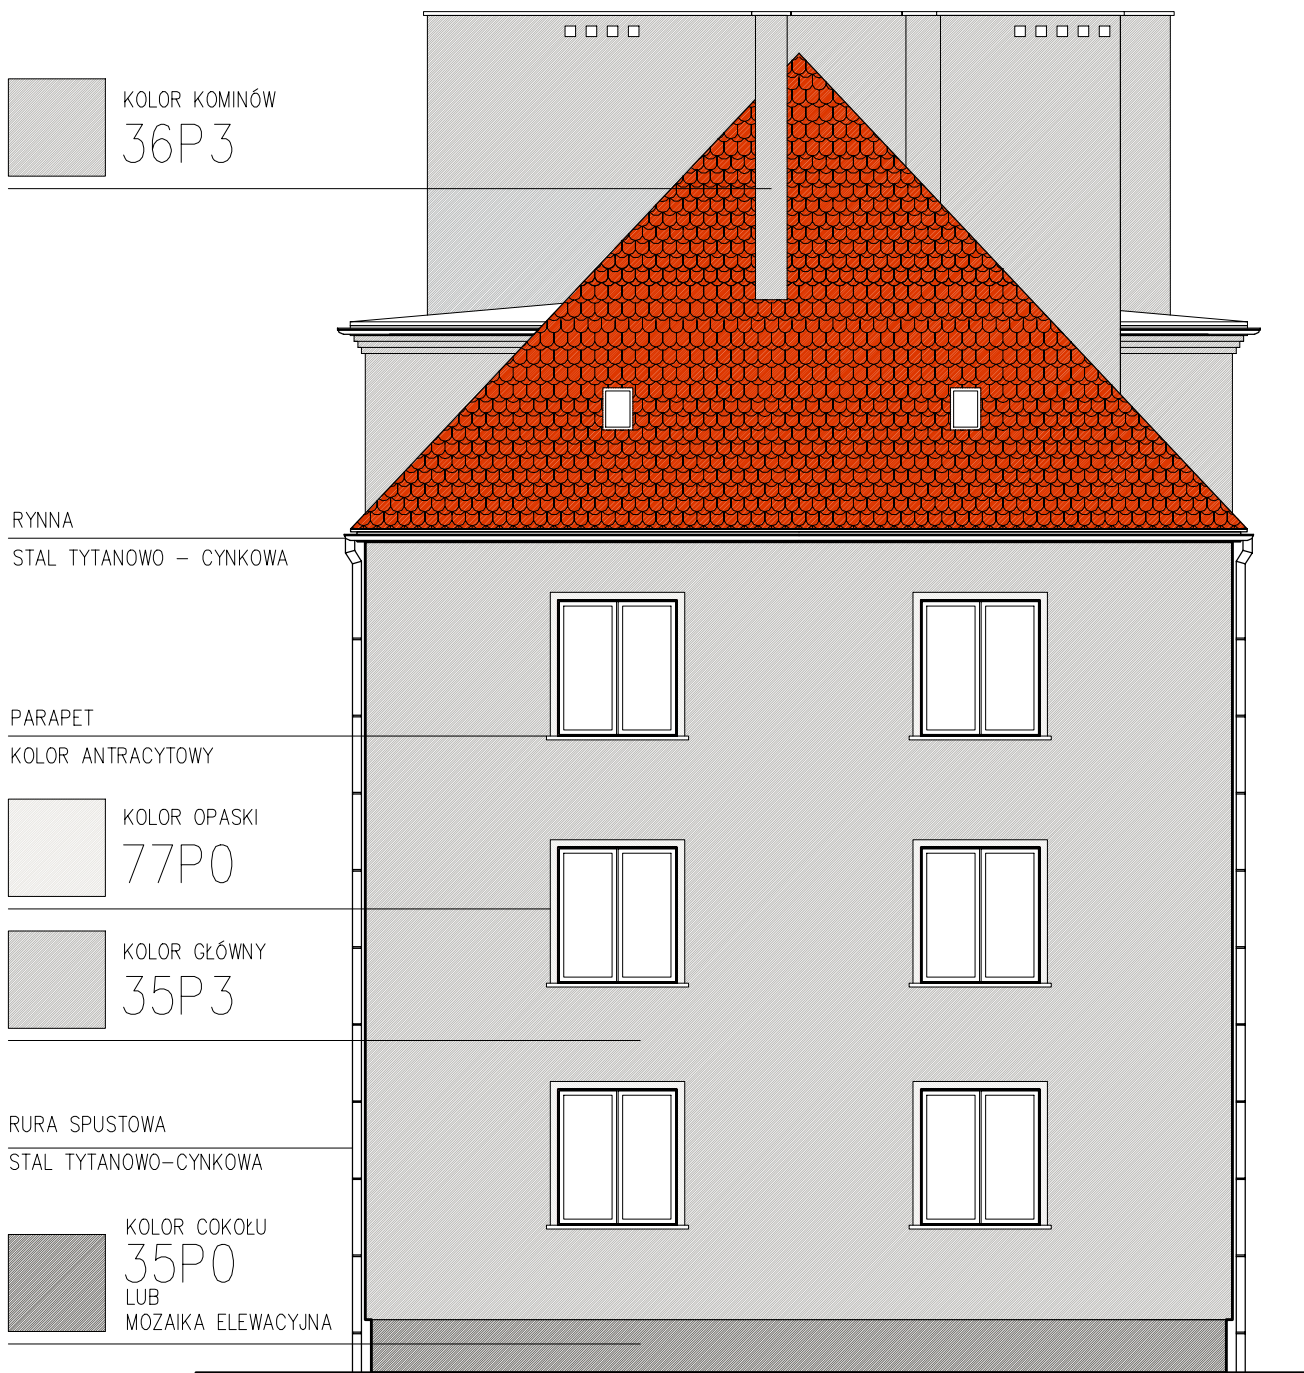 KOLOR KOMINÓW
36P3
RYNNA
STAL TYTANOWO – CYNKOWA
PARAPET
KOLOR ANTRACYTOWY
KOLOR OPASKI
77P0
KOLOR GŁÓWNY
35P3
RURA SPUSTOWA
STAL TYTANOWO–CYNKOWA
KOLOR COKOŁU
35P0
LUB
MOZAIKA ELEWACYJNA